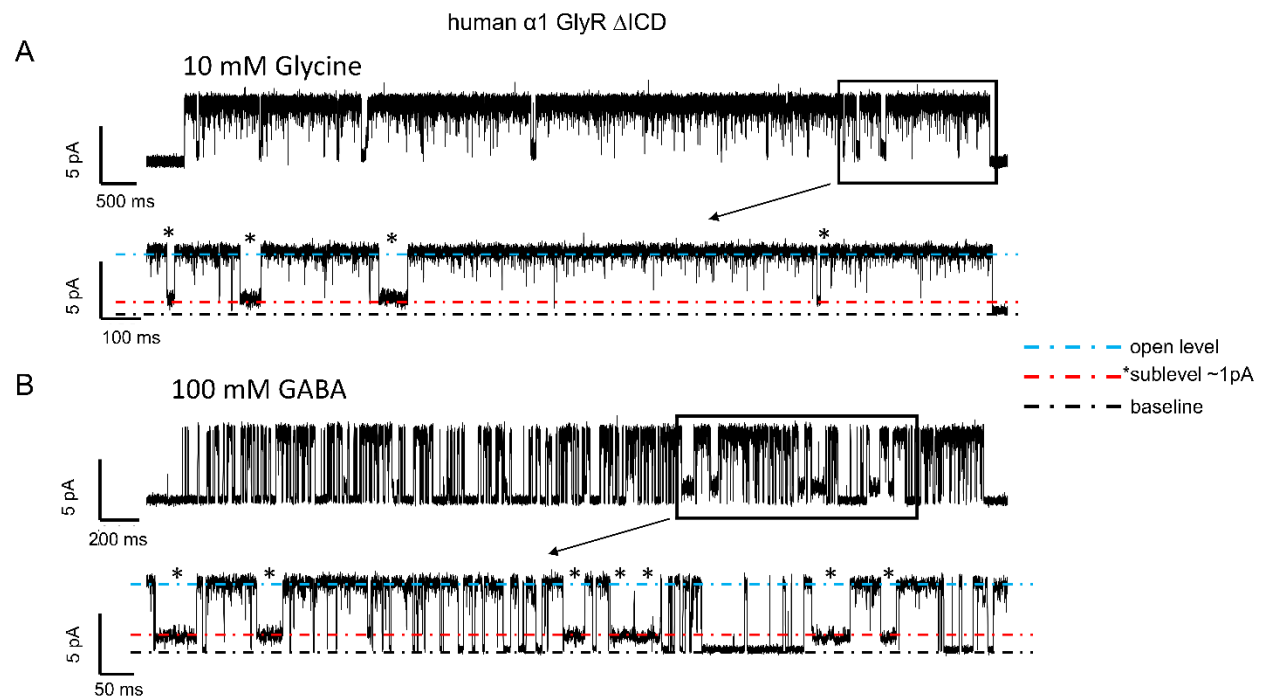 human α1 GlyR ΔICD
A
10 mM Glycine
5 pA
500 ms
* * * *
5 pA
100 ms
open level
*sublevel ~1pA
baseline
B
100 mM GABA
5 pA
200 ms
* * * * * * *
5 pA
50 ms